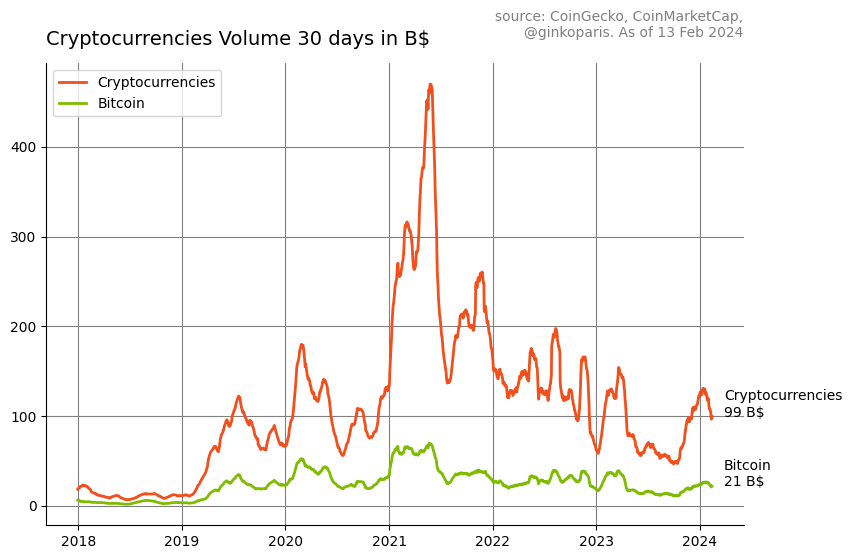 source: CoinGecko, CoinMarketCap,
@ginkoparis. As of 13 Feb 2024
Cryptocurrencies Volume 30 days in B$
Cryptocurrencies
Bitcoin
400
300
200
100
0
Cryptocurrencies
99 B$
Bitcoin
21 B$
2018
2019
2020
2021
2022
2023
2024